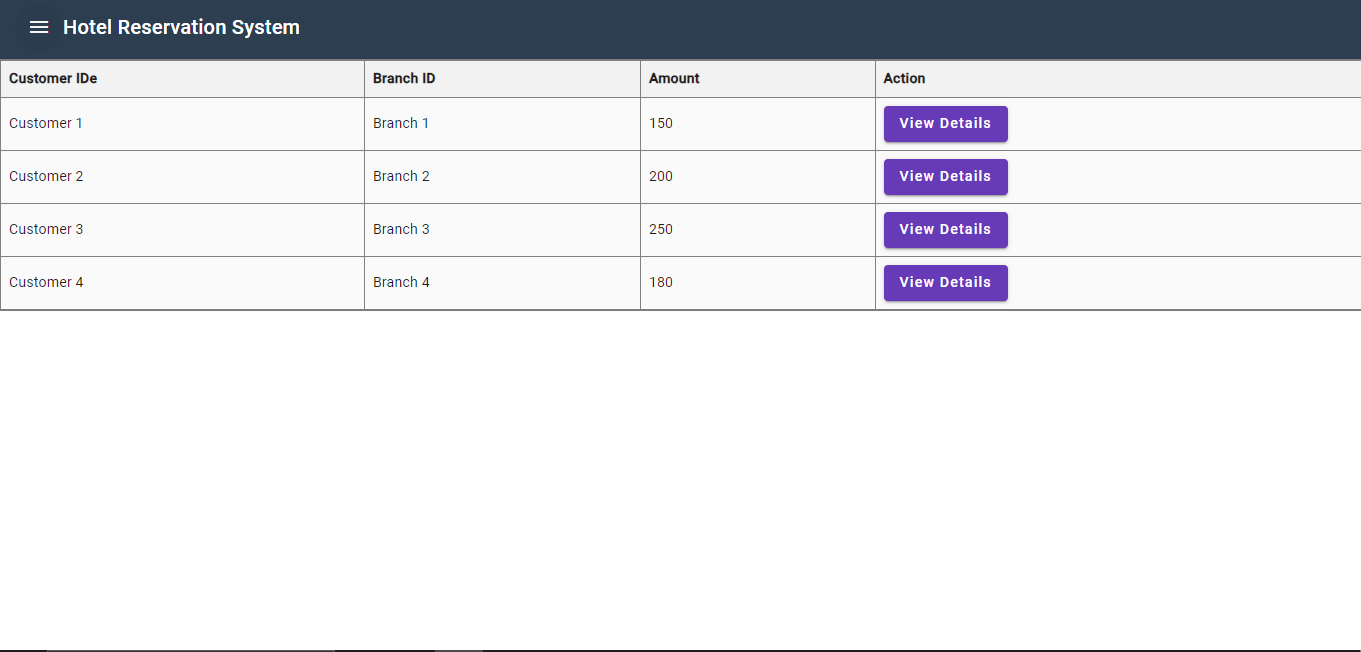 Hotel Reservation System
Customer IDe Branch ID Amount Action
Customer 1 Branch 1 150 View Details
Customer 2 Branch 2 200 View Details
Customer 3 Branch 3 250 View Details
Customer 4 Branch 4 180 View Details